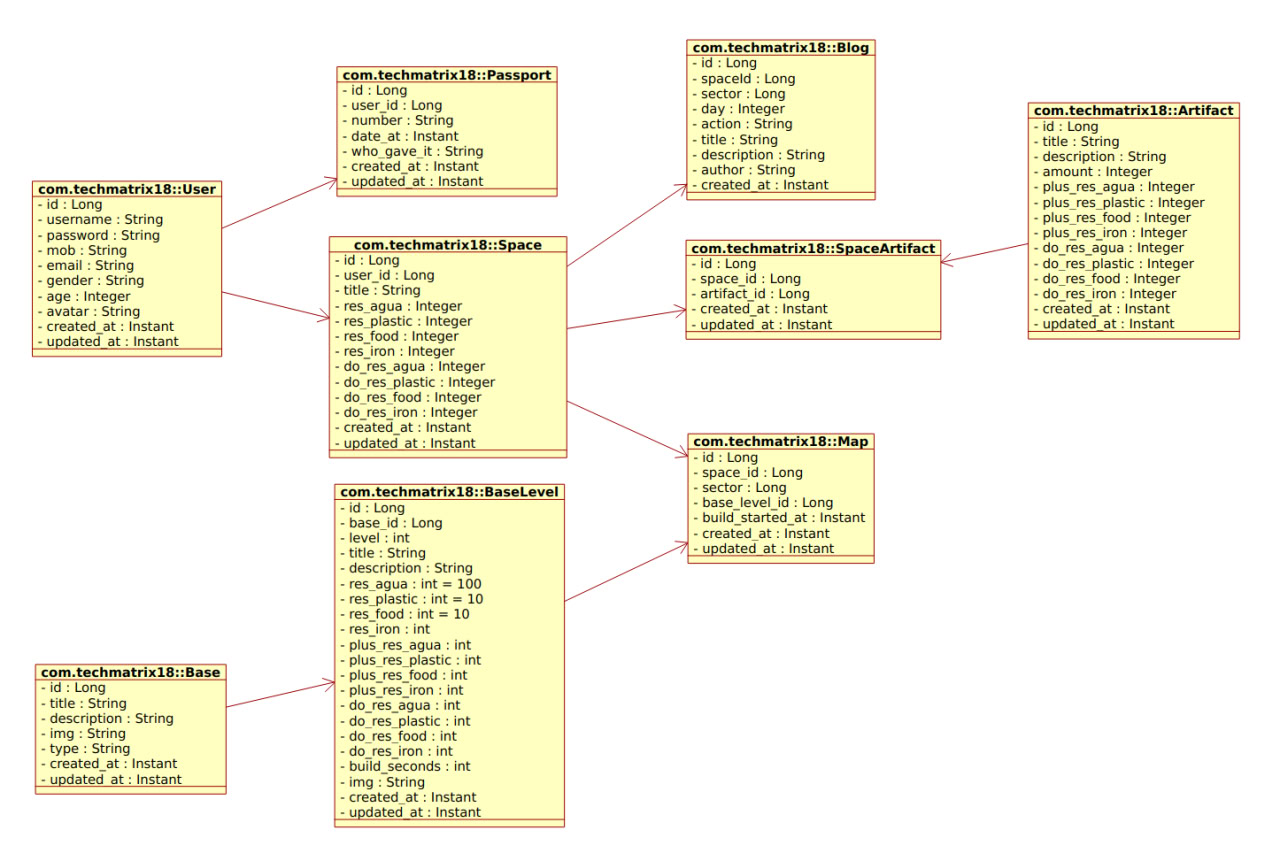 com.techmatrix18::User
- id : Long
- username : String
- password : String
- mob : String
- email : String
- gender : String
- age : Integer
- avatar : String
- created_at : Instant
- updated_at : Instant
com.techmatrix18::Passport
- id : Long
- user_id : Long
- number : String
- date_at : Instant
- who_gave_it : String
- created_at : Instant
- updated_at : Instant
com.techmatrix18::Space
- id : Long
- user_id : Long
- title : String
- res_agua : Integer
- res_plastic : Integer
- res_food : Integer
- res_iron : Integer
- do_res_agua : Integer
- do_res_plastic : Integer
- do_res_food : Integer
- do_res_iron : Integer
- created_at : Instant
- updated_at : Instant
com.techmatrix18::Blog
- id : Long
- spaceId : Long
- sector : Long
- day : Integer
- action : String
- title : String
- description : String
- author : String
- created_at : Instant
com.techmatrix18::SpaceArtifact
- id : Long
- space_id : Long
- artifact_id : Long
- created_at : Instant
- updated_at : Instant
com.techmatrix18::Artifact
- id : Long
- title : String
- description : String
- amount : Integer
- plus_res_agua : Integer
- plus_res_plastic : Integer
- plus_res_food : Integer
- plus_res_iron : Integer
- do_res_agua : Integer
- do_res_plastic : Integer
- do_res_food : Integer
- do_res_iron : Integer
- created_at : Instant
- updated_at : Instant
com.techmatrix18::Map
- id : Long
- space_id : Long
- sector : Long
- base_level_id : Long
- build_started_at : Instant
- created_at : Instant
- updated_at : Instant
com.techmatrix18::BaseLevel
- id : Long
- base_id : Long
- level : int
- title : String
- description : String
- res_agua : int = 100
- res_plastic : int = 10
- res_food : int = 10
- res_iron : int
- plus_res_agua : int
- plus_res_plastic : int
- plus_res_food : int
- plus_res_iron : int
- do_res_agua : int
- do_res_plastic : int
- do_res_food : int
- do_res_iron : int
- build_seconds : int
- img : String
- created_at : Instant
- updated_at : Instant
com.techmatrix18::Base
- id : Long
- title : String
- description : String
- img : String
- type : String
- created_at : Instant
- updated_at : Instant